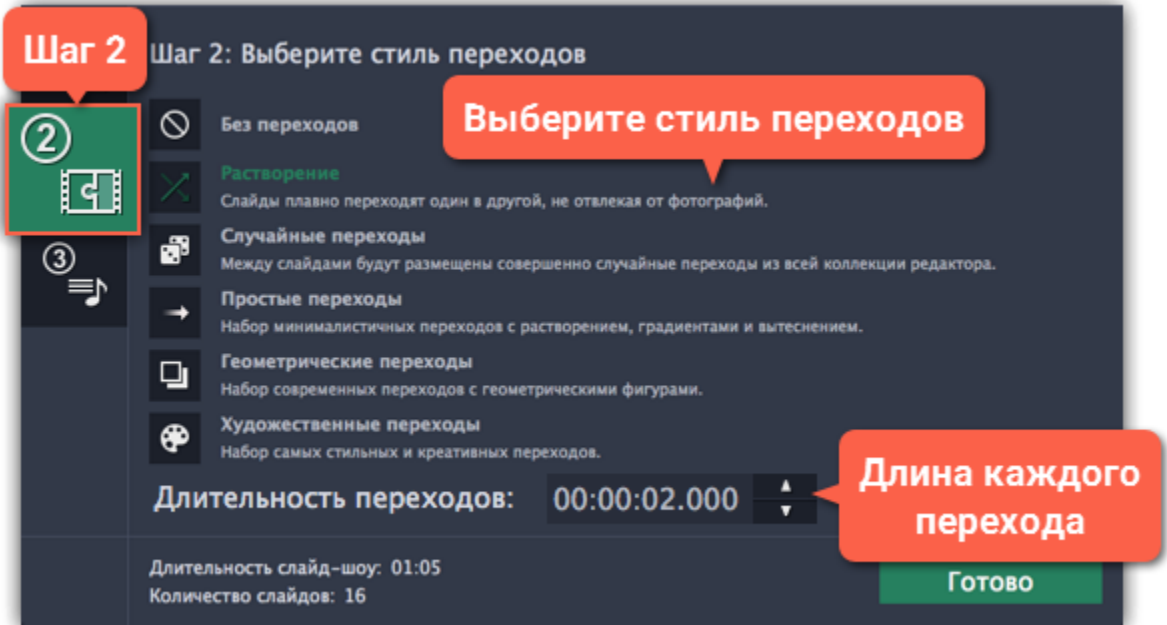 Шаг 2
Шаг 2: Выберите стиль переходов
2
Без переходов
Выберите стиль переходов
Растворение
Слайды плавно переходят один в другой, не отвлекая от фотографий.
3
Случайные переходы
Между слайдами будут размещены совершенно случайные переходы из всей коллекции редактора.
Простые переходы
Набор минималистичных переходов с растворением, градиентами и вытеснением.
Геометрические переходы
Набор современных переходов с геометрическими фигурами.
Художественные переходы
Набор самых стильных и креативных переходов.
Длительность переходов: 00:00:02.000
Длина каждого
перехода
Длительность слайд-шоу: 01:05
Количество слайдов: 16
Готово